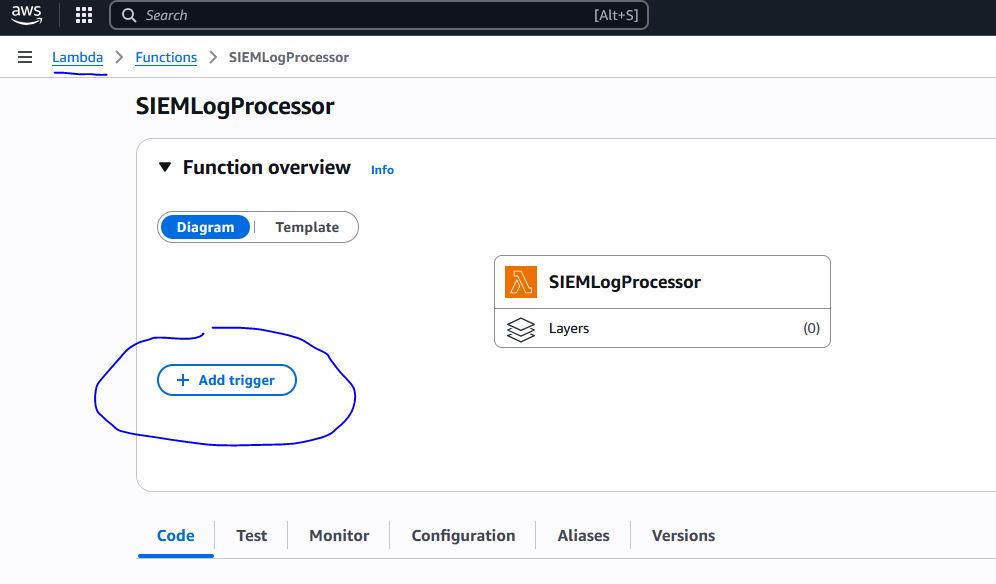 aws Search [Alt+S]
Lambda > Functions > SIEMLogProcessor
SIEMLogProcessor
Function overview Info
Diagram | Template
SIEMLogProcessor
Layers (0)
+ Add trigger
Code Test Monitor Configuration Aliases Versions